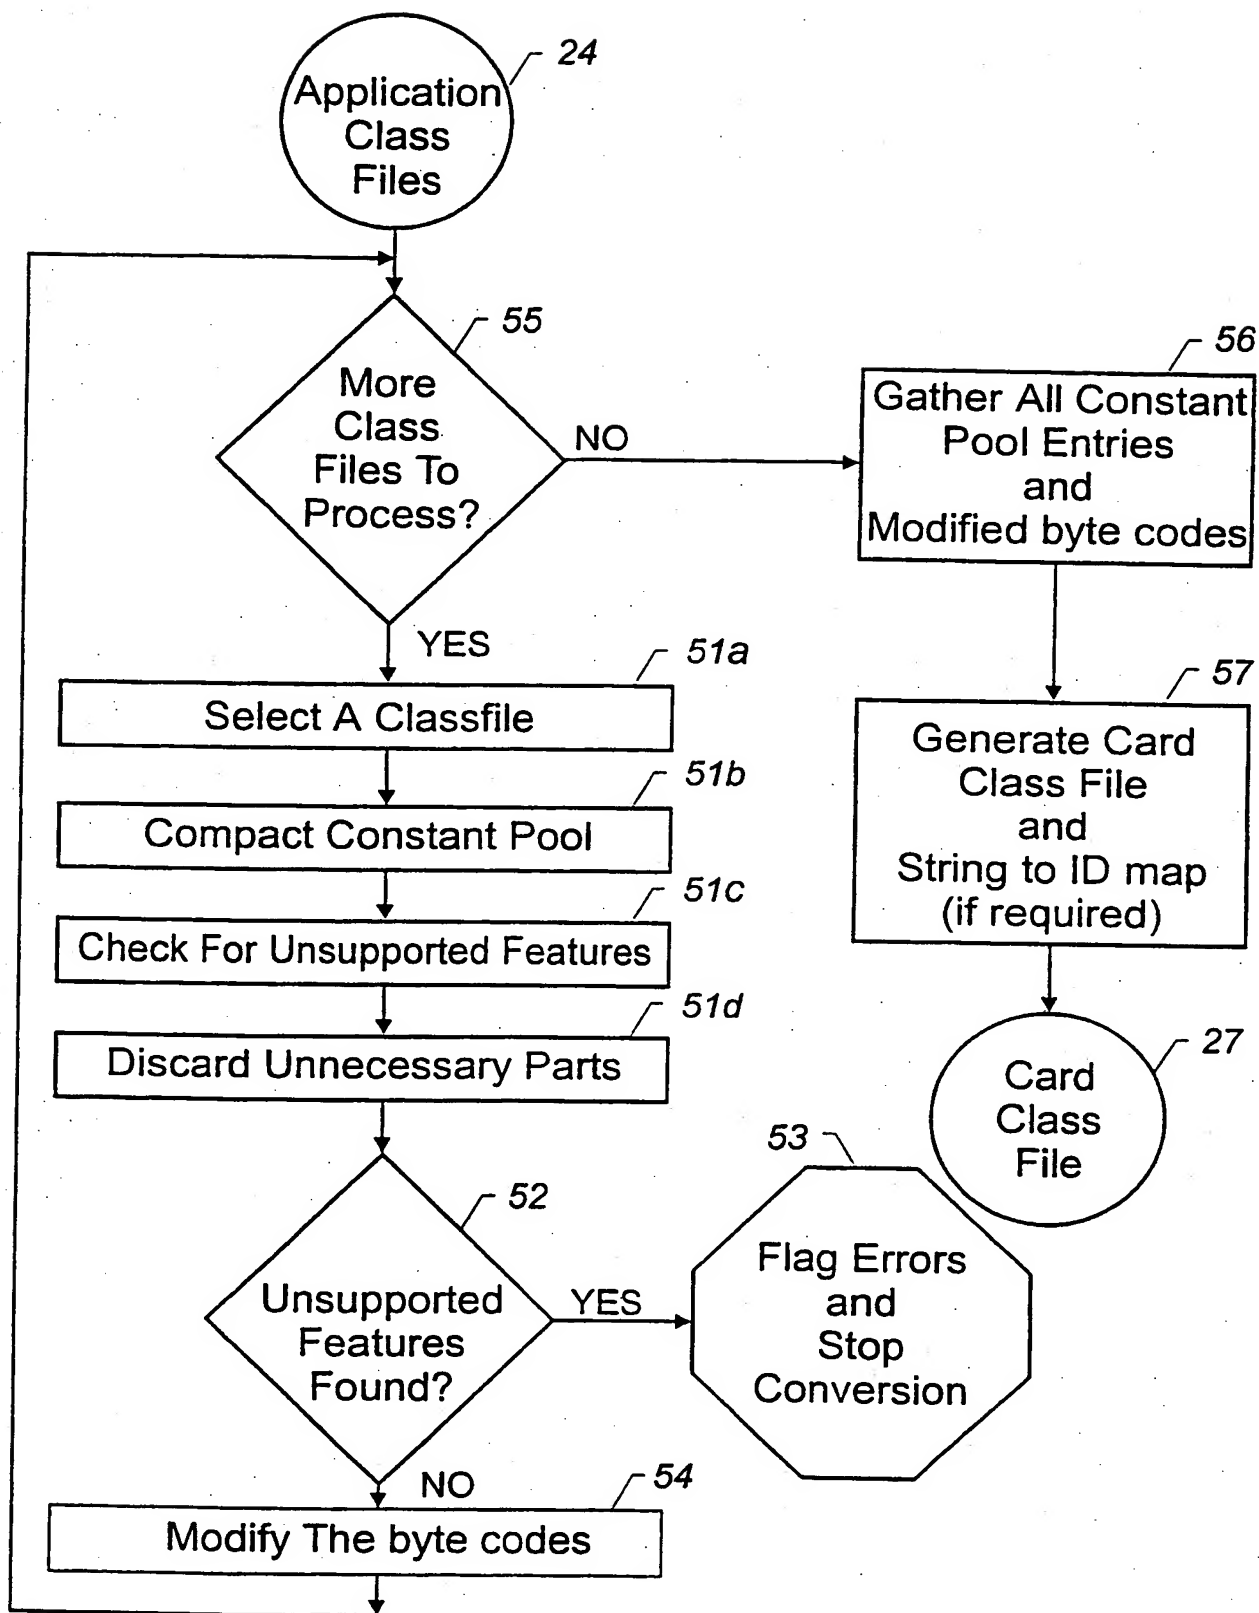 24
Application
Class
Files
55
More
Class
Files To
Process?
NO
YES
56
Gather All Constant
Pool Entries
and
Modified byte codes
51a
Select A Classfile
57
Generate Card
Class File
and
String to ID map
(if required)
51b
Compact Constant Pool
51c
Check For Unsupported Features
51d
Discard Unnecessary Parts
27
Card
Class
File
52
Unsupported
Features
Found?
YES
NO
53
Flag Errors
and
Stop
Conversion
54
Modify The byte codes